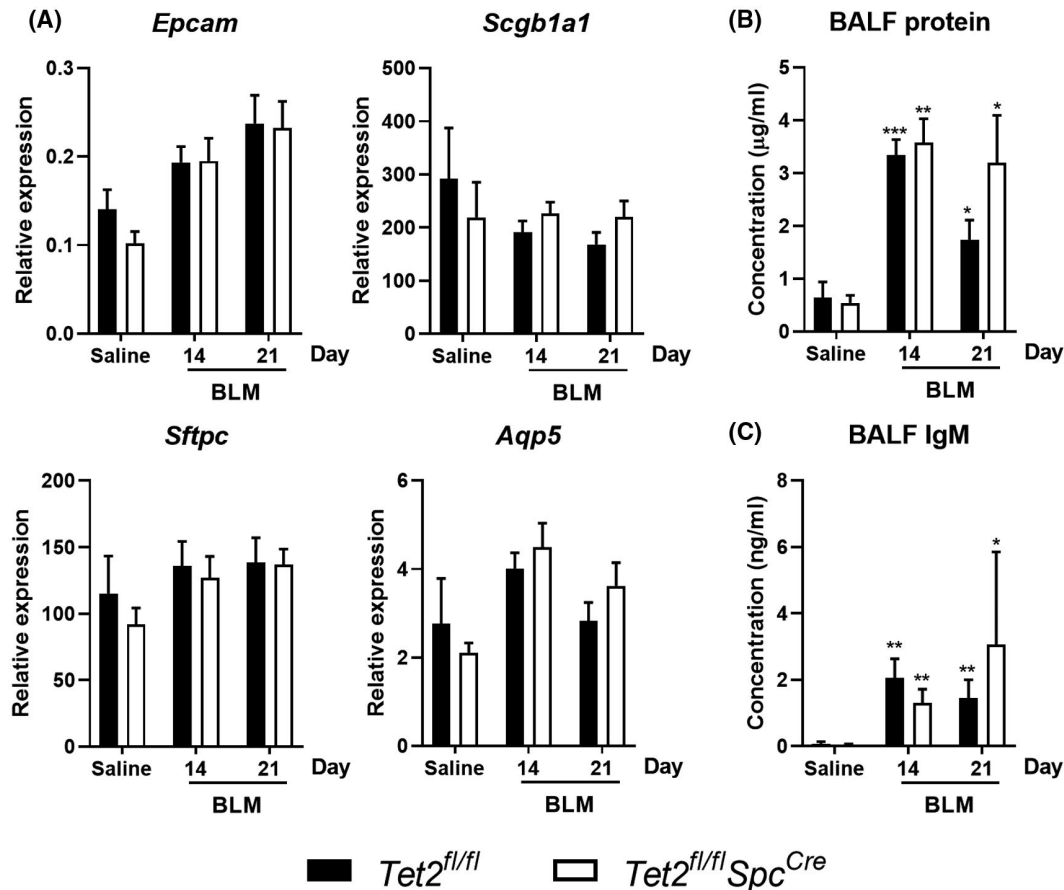 (A)
Epcam
Relative expression
0.3
0.2
0.1
0.0
Saline 14 21 Day
BLM
Scgb1a1
Relative expression
500
400
300
200
100
0
Saline 14 21 Day
BLM
(B)
BALF protein
Concentration (µg/ml)
5
4
3
2
1
0
*** ** * *
Saline 14 21 Day
BLM
Sftpc
Relative expression
200
150
100
50
0
Saline 14 21 Day
BLM
Aqp5
Relative expression
6
4
2
0
Saline 14 21 Day
BLM
(C)
BALF IgM
Concentration (ng/ml)
8
6
4
2
0
** ** ** *
Saline 14 21 Day
BLM
Tet2fl/fl Tet2fl/flSpcCre